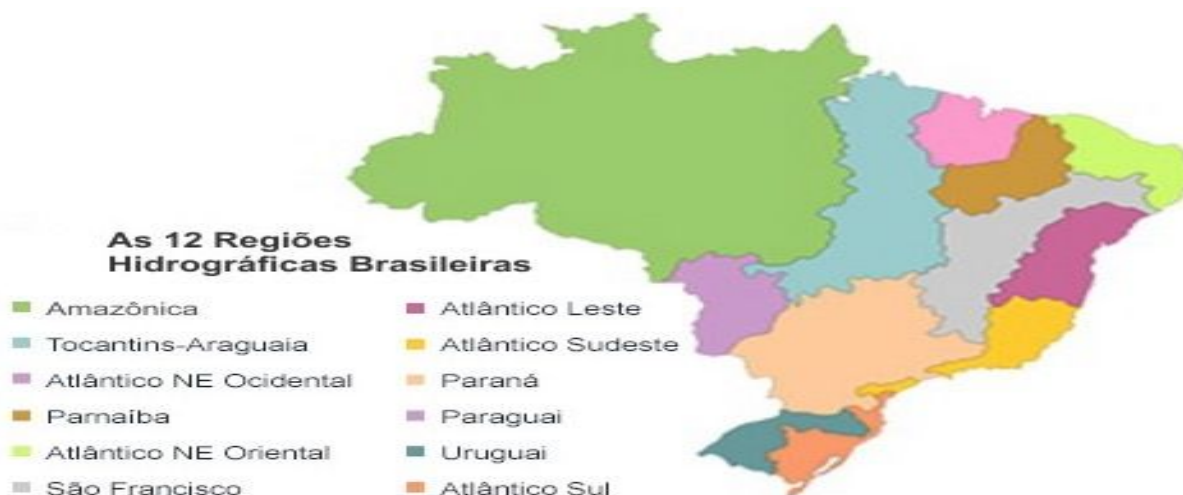 As 12 Regiões
Hidrográficas Brasileiras
Amazônica
Tocantins-Araguaia
Atlântico NE Ocidental
Parnaíba
Atlântico NE Oriental
São Francisco
Atlântico Leste
Atlântico Sudeste
Paraná
Paraguai
Uruguai
Atlântico Sul